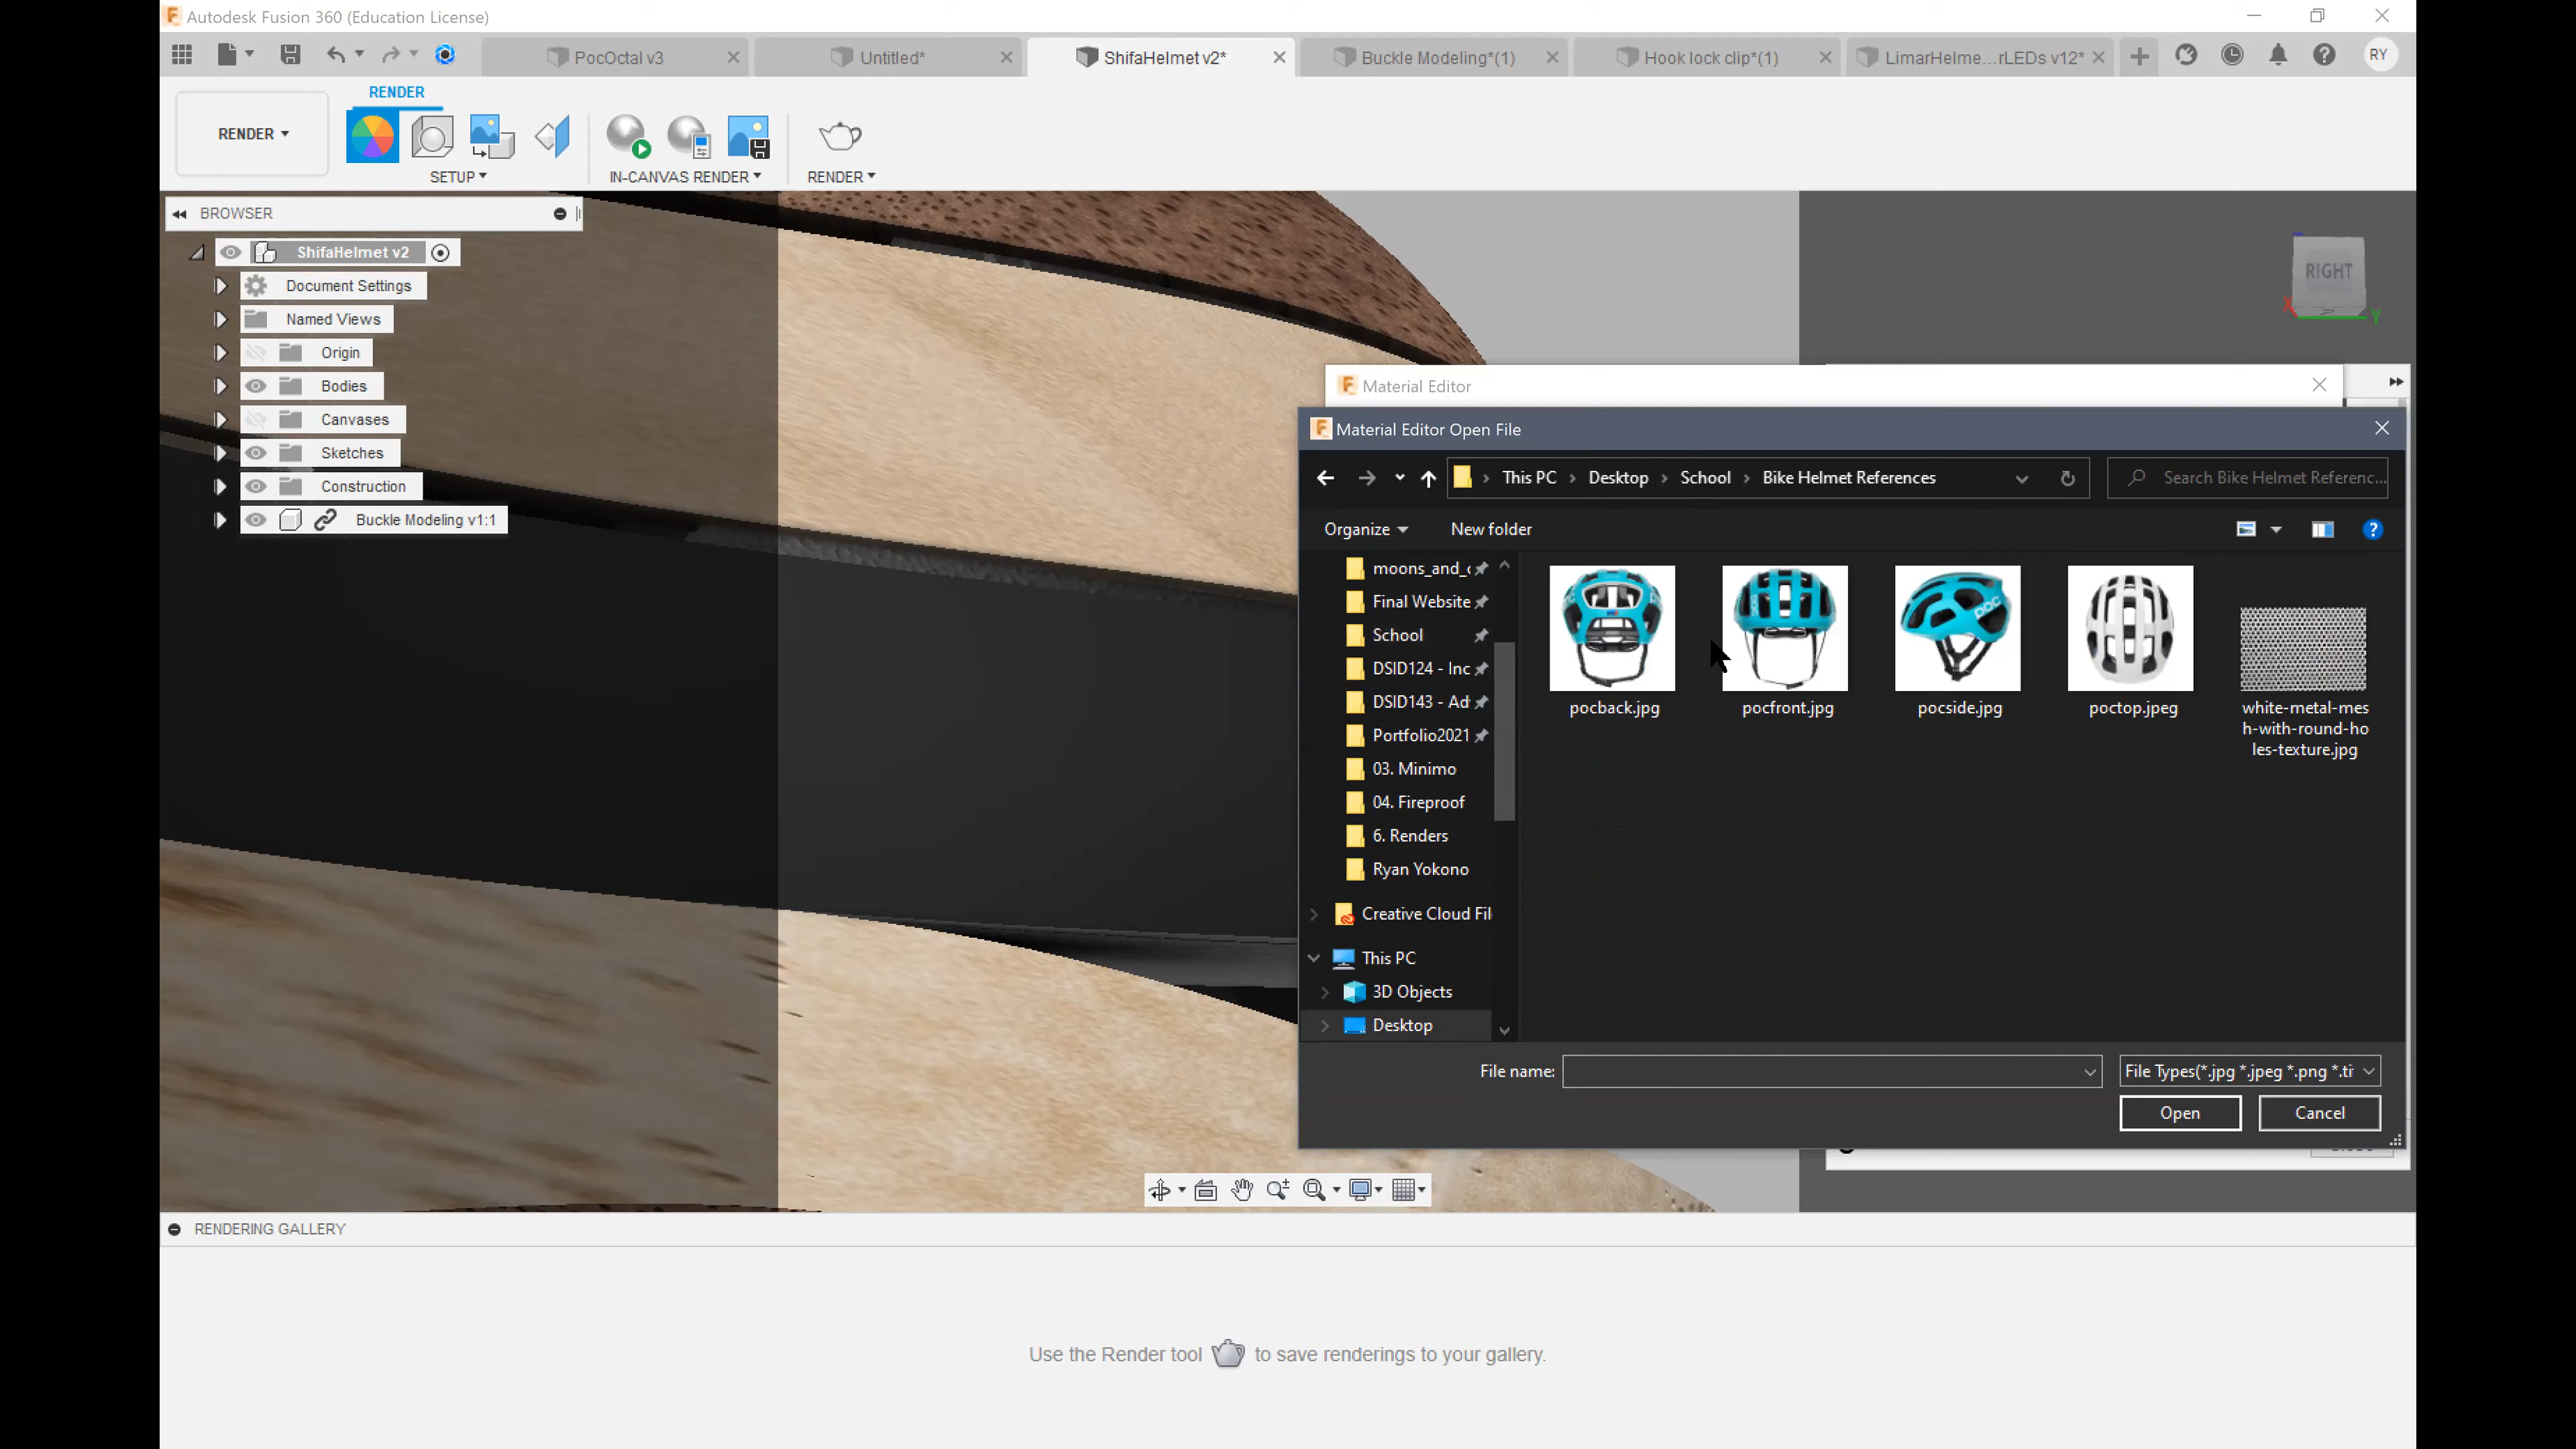 Autodesk Fusion 360 (Education License)
PocOctal v3
Untitled*
ShifaHelmet v2*
Buckle Modeling*(1)
Hook lock clip*(1)
LimarHelme...rLEDs v12*
RY
RENDER
RENDER
SETUP
IN-CANVAS RENDER
RENDER
BROWSER
ShifaHelmet v2
Document Settings
Named Views
Origin
Bodies
Canvases
Sketches
Construction
Buckle Modeling v1:1
RIGHT
X
Y
Material Editor
Material Editor Open File
This PC
Desktop
School
Bike Helmet References
Search Bike Helmet Referenc...
Organize
New folder
moons_and_
Final Website
School
DSID124 - Inc
DSID143 - Ad
Portfolio2021
03. Minimo
04. Fireproof
6. Renders
Ryan Yokono
Creative Cloud Fil
This PC
3D Objects
Desktop
POC
pocback.jpg
pocfront.jpg
pocside.jpg
poctop.jpeg
white-metal-mes
h-with-round-ho
les-texture.jpg
File name:
File Types(*.jpg *.jpeg *.png *.ti
Open
Cancel
RENDERING GALLERY
Use the Render tool to save renderings to your gallery.